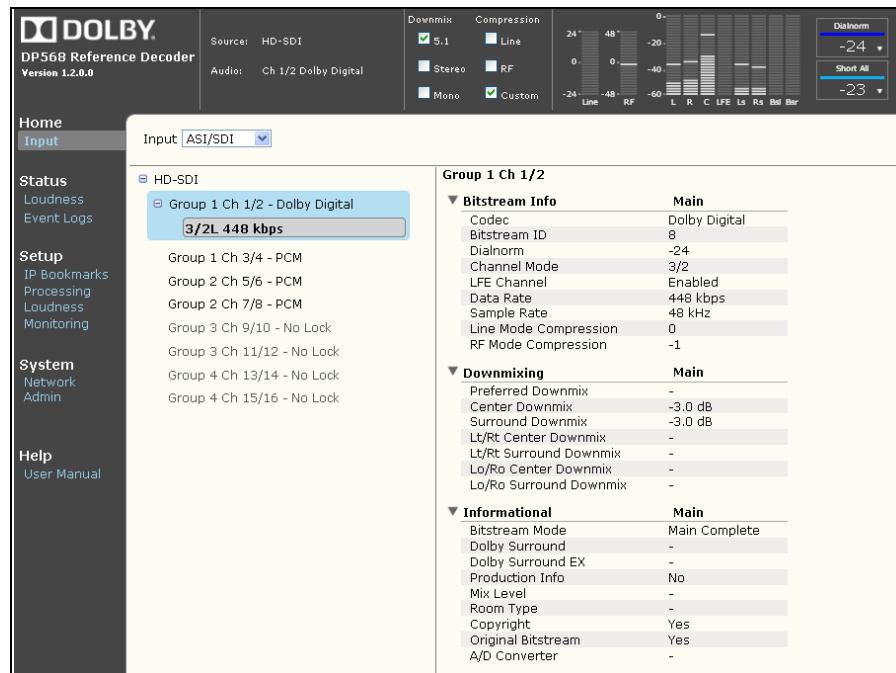 DOLBY.
DP568 Reference Decoder
Version 1.2.0.0
Source: HD-SDI
Audio: Ch 1/2 Dolby Digital
Downmix Compression
5.1 Line
Stereo RF
Mono Custom
24 48
0 0
-24 -48
Line RF
0
-20
-40
-60
L R C LFE Ls Rs Bsl Bsr
Dialnorm
-24
Short All
-23
Home
Input
Status
Loudness
Event Logs
Setup
IP Bookmarks
Processing
Loudness
Monitoring
System
Network
Admin
Help
User Manual
Input ASI/SDI
HD-SDI
Group 1 Ch 1/2 - Dolby Digital
3/2L 448 kbps
Group 1 Ch 3/4 - PCM
Group 2 Ch 5/6 - PCM
Group 2 Ch 7/8 - PCM
Group 3 Ch 9/10 - No Lock
Group 3 Ch 11/12 - No Lock
Group 4 Ch 13/14 - No Lock
Group 4 Ch 15/16 - No Lock
Group 1 Ch 1/2
Bitstream Info Main
Codec Dolby Digital
Bitstream ID 8
Dialnorm -24
Channel Mode 3/2
LFE Channel Enabled
Data Rate 448 kbps
Sample Rate 48 kHz
Line Mode Compression 0
RF Mode Compression -1
Downmixing Main
Preferred Downmix -
Center Downmix -3.0 dB
Surround Downmix -3.0 dB
Lt/Rt Center Downmix -
Lt/Rt Surround Downmix -
Lo/Ro Center Downmix -
Lo/Ro Surround Downmix -
Informational Main
Bitstream Mode Main Complete
Dolby Surround -
Dolby Surround EX -
Production Info No
Mix Level -
Room Type -
Copyright Yes
Original Bitstream Yes
A/D Converter -